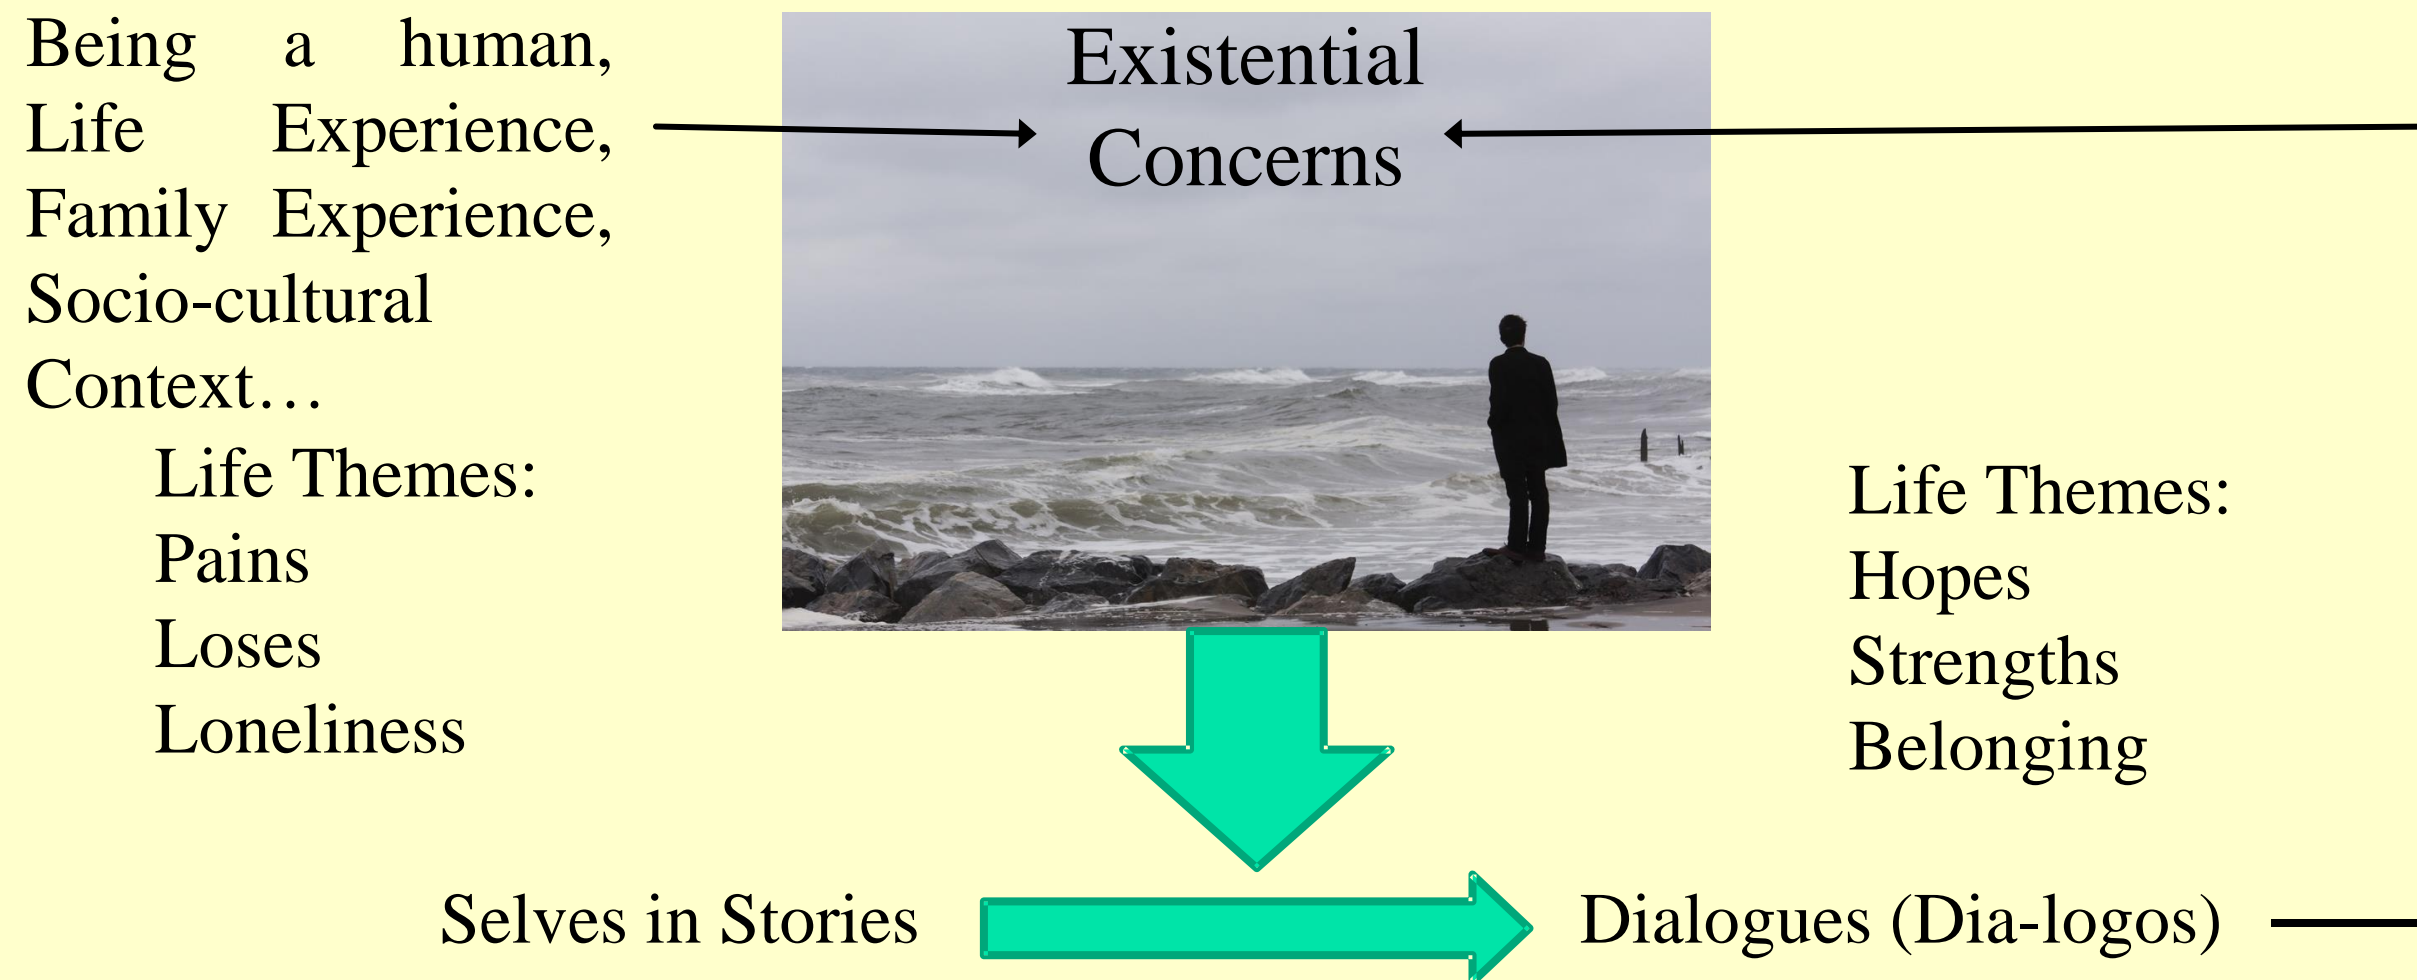 Being a human,
Life Experience,
Family Experience,
Socio-cultural
Context…
Existential
Concerns
Life Themes:
Pains
Loses
Loneliness
Life Themes:
Hopes
Strengths
Belonging
Selves in Stories
Dialogues (Dia-logos)